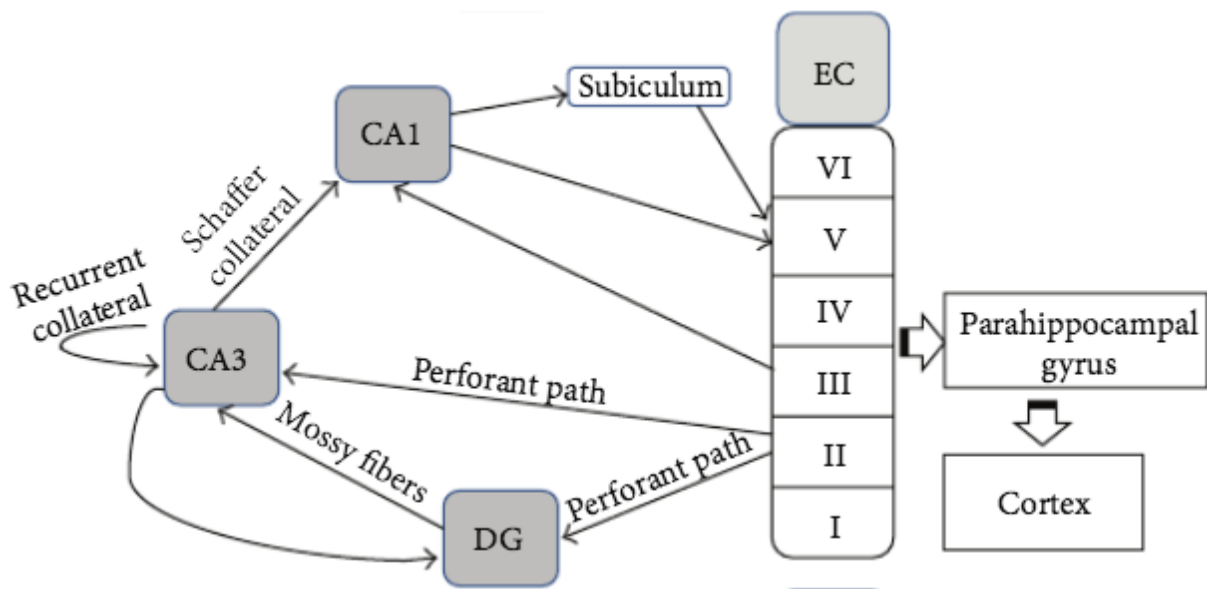 EC
Subiculum
CA1
VI
Schaffer
collateral
V
Recurrent
collateral
IV
Parahippocampal
gyrus
CA3
Perforant path
III
Mossy fibers
Perforant path
II
Cortex
DG
I